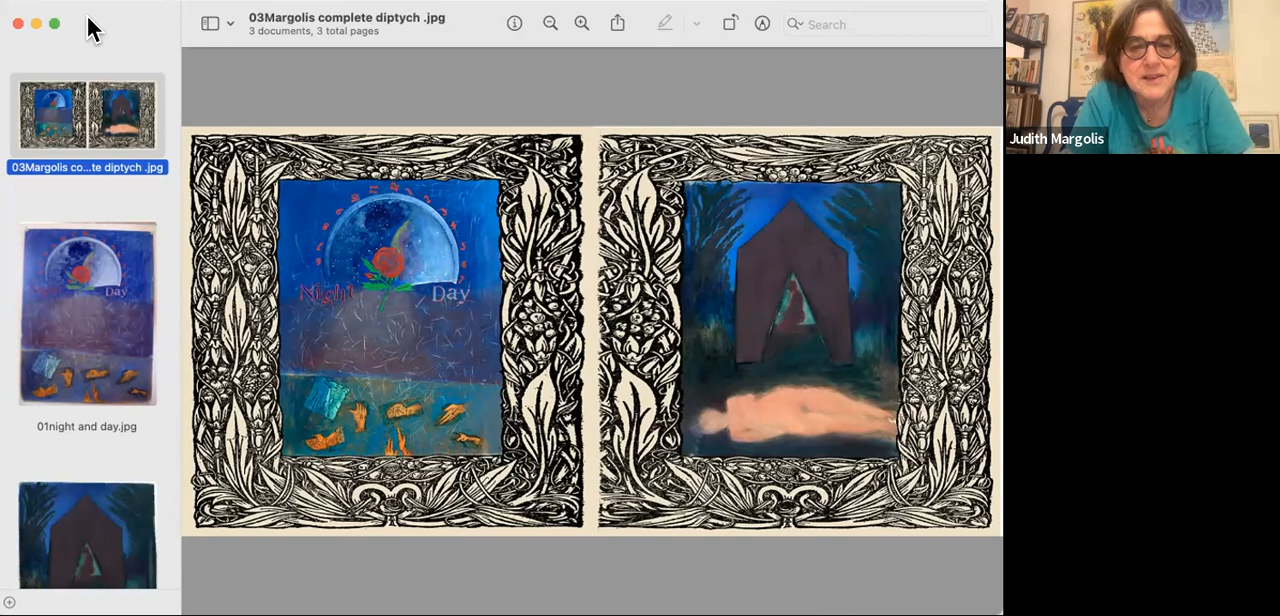 03Margolis complete diptych .jpg
3 documents, 3 total pages
Search
Judith Margolis
03Margolis co...te diptych .jpg
01night and day.jpg
Night
Day
Night
Day